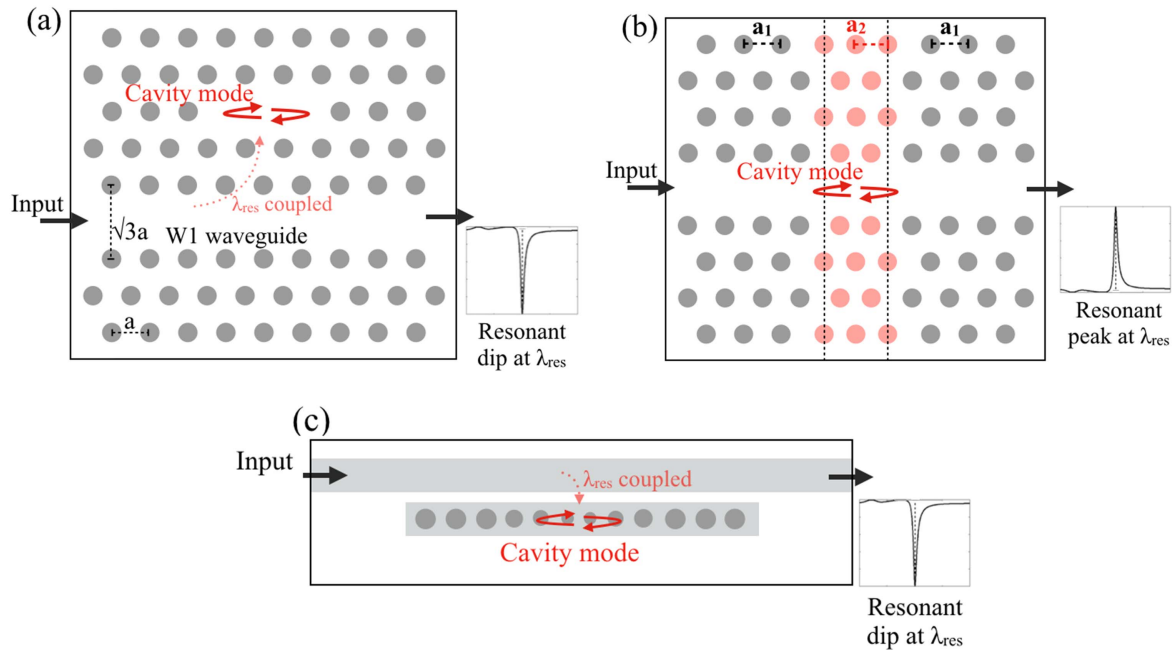 (a)
Cavity mode
λres coupled
Input
√3a
W1 waveguide
a
Resonant
dip at λres
(b)
a1
a2
a1
Input
Cavity mode
Resonant
peak at λres
(c)
Input
λres coupled
Cavity mode
Resonant
dip at λres